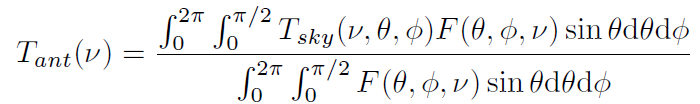 T_{ant}(\nu) = \frac{\int_0^{2\pi} \int_0^{\pi/2} T_{sky}(\nu, \theta, \phi) F(\theta, \phi, \nu) \sin\theta \mathrm{d}\theta \mathrm{d}\phi}{\int_0^{2\pi} \int_0^{\pi/2} F(\theta, \phi, \nu) \sin\theta \mathrm{d}\theta \mathrm{d}\phi}